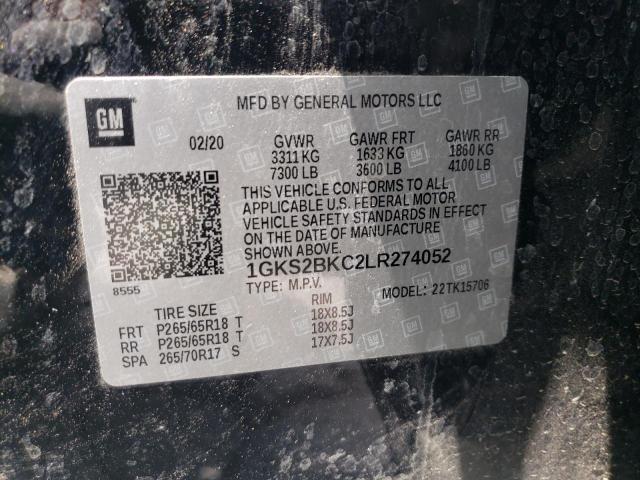 GM
MFD BY GENERAL MOTORS LLC
02/20 GVWR GAWR FRT GAWR RR
3311 KG 1633 KG 1860 KG
7300 LB 3600 LB 4100 LB
THIS VEHICLE CONFORMS TO ALL
APPLICABLE U.S. FEDERAL MOTOR
VEHICLE SAFETY STANDARDS IN EFFECT
ON THE DATE OF MANUFACTURE
SHOWN ABOVE.
8555
1GKS2BKC2LR274052
TYPE: M.P.V. MODEL: 22TK15706
TIRE SIZE RIM
FRT P265/65R18 T 18X8.5J
RR P265/65R18 T 18X8.5J
SPA 265/70R17 S 17X7.5J